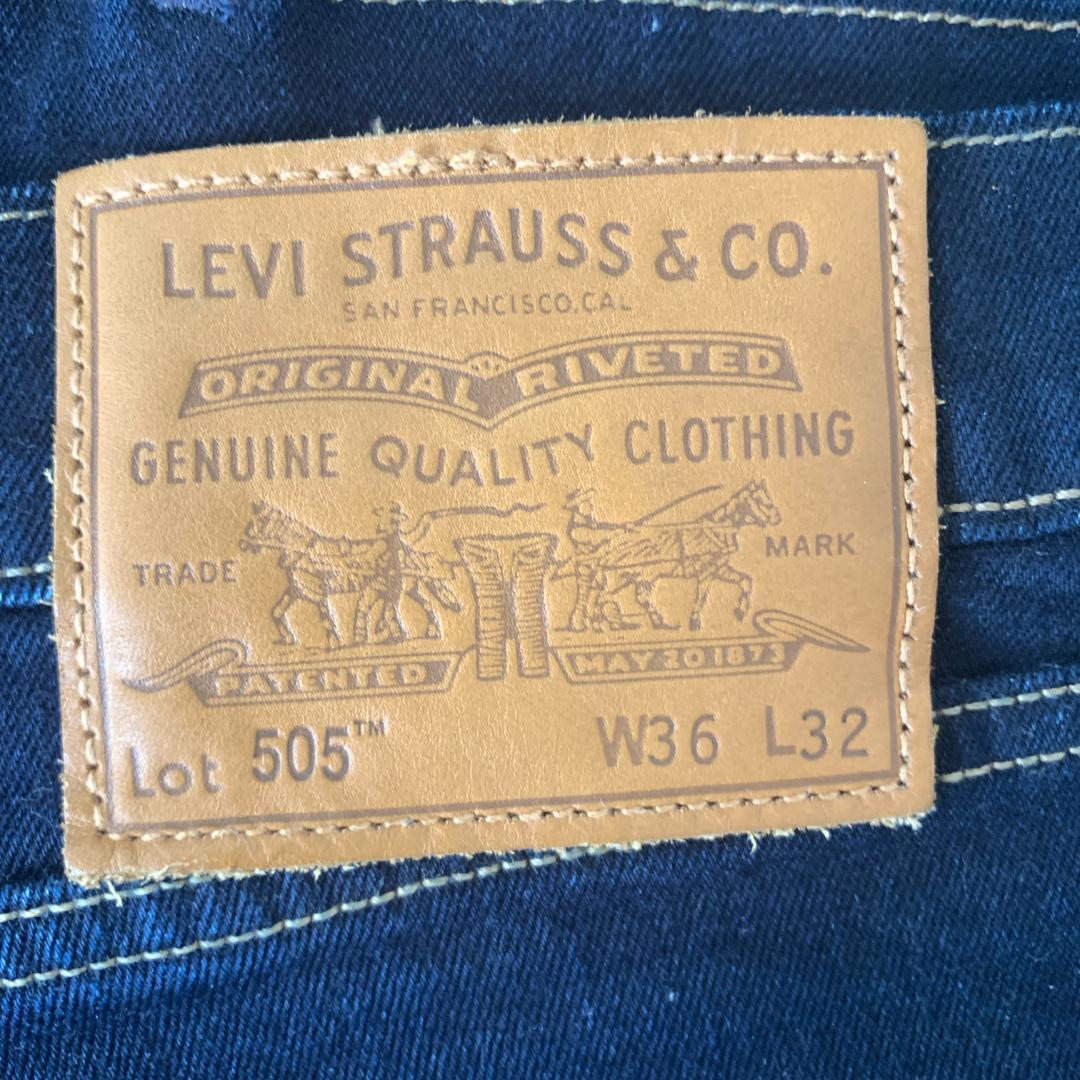 LEVI STRAUSS & CO.
SAN FRANCISCO, CAL
ORIGINAL RIVETED
GENUINE QUALITY CLOTHING
TRADE MARK
PATENTED MAY 20 1873
Lot 505™ W36 L32